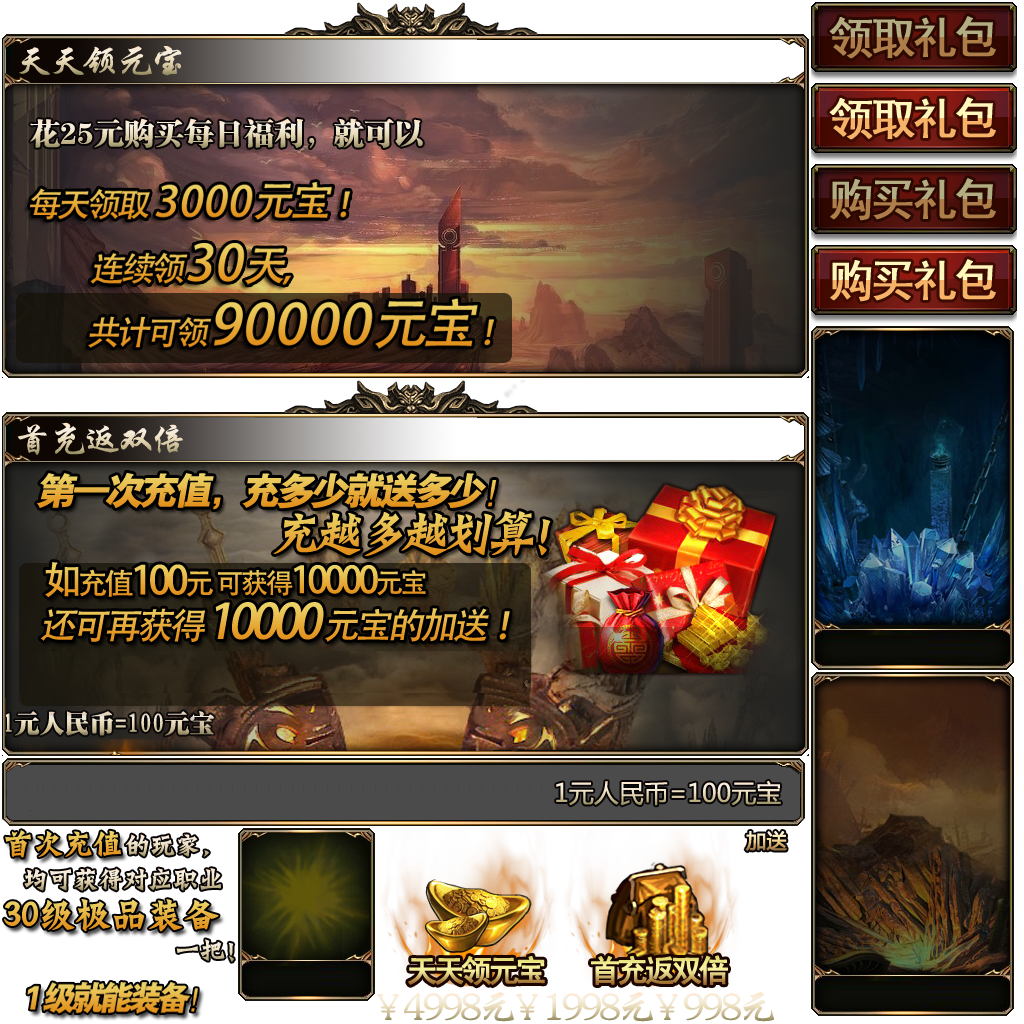 天天领元宝
花25元购买每日福利，就可以
每天领取3000元宝！
连续领30天,
共计可领90000元宝！
首充返双倍
第一次充值，充多少就送多少！
充越多越划算！
如充值100元可获得10000元宝
还可再获得10000元宝的加送！
1元人民币=100元宝
1元人民币=100元宝
首次充值的玩家，
均可获得对应职业
30级极品装备
一把！
1级就能装备！
天天领元宝
首充返双倍
加送
￥4998元￥1998元￥998元
领取礼包
领取礼包
购买礼包
购买礼包